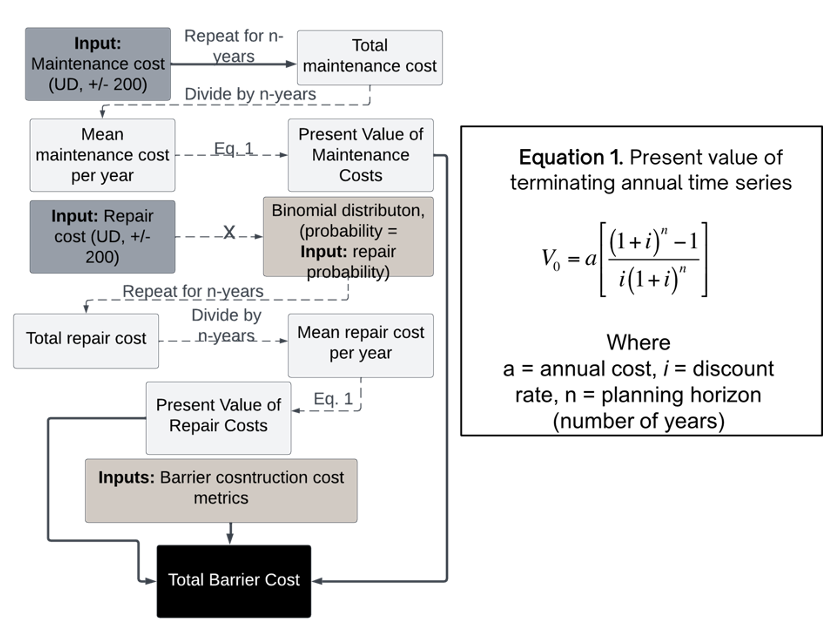 Input:
Maintenance cost
(UD, +/- 200)
Repeat for n-
years
Total
maintenance cost
Divide by n-years
Mean
maintenance cost
per year
Eq. 1
Present Value of
Maintenance
Costs
Input: Repair
cost (UD, +/-
200)
X
Binomial distributon,
(probability =
Input: repair
probability)
Repeat for n-years
Total repair cost
Divide by
n-years
Mean repair cost
per year
Eq. 1
Present Value of
Repair Costs
Inputs: Barrier cosntruction cost
metrics
Total Barrier Cost
Equation 1. Present value of
terminating annual time series
V₀ = a[((1+i)ⁿ −1)/(i(1+i)ⁿ)]
Where
a = annual cost, i = discount
rate, n = planning horizon
(number of years)